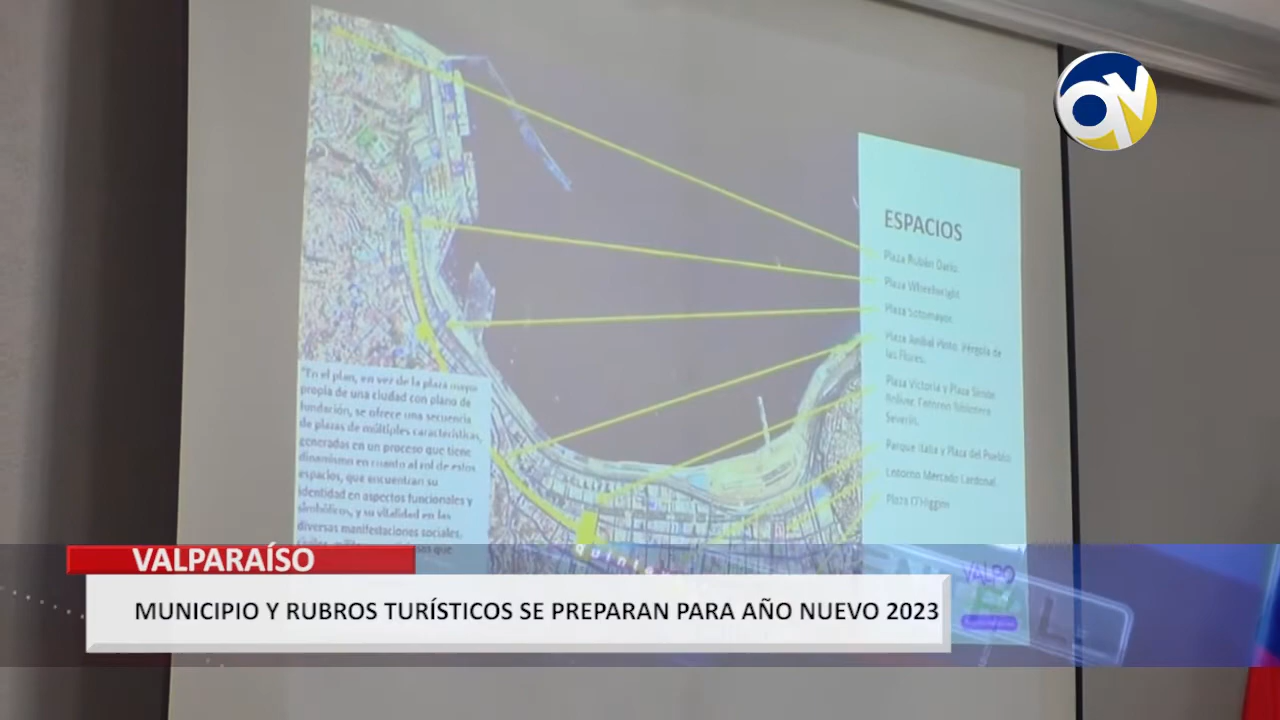 ESPACIOS
Plaza Rubén Darío.
Plaza Wheelwright
Plaza Sotomayor.
Plaza Aníbal Pinto, Pérgola de
las Flores.
Plaza Victoria y Plaza Simón
Bolívar, Entorno Biblioteca
Severín.
Parque Italia y Plaza del Pueblo.
Entorno Mercado Cardonal.
Plaza O'Higgins
"En el plan, en vez de la plaza mayor
propia de una ciudad con plano de
fundación, se ofrece una secuencia
de plazas de múltiples características,
generadas en un proceso que tiene
dinamismo en cuanto al rol de estos
espacios, que encuentran su
identidad en aspectos funcionales y
simbólicos, y su vitalidad en las
diversas manifestaciones sociales,
que
VALPO
VALPARAÍSO
MUNICIPIO Y RUBROS TURÍSTICOS SE PREPARAN PARA AÑO NUEVO 2023